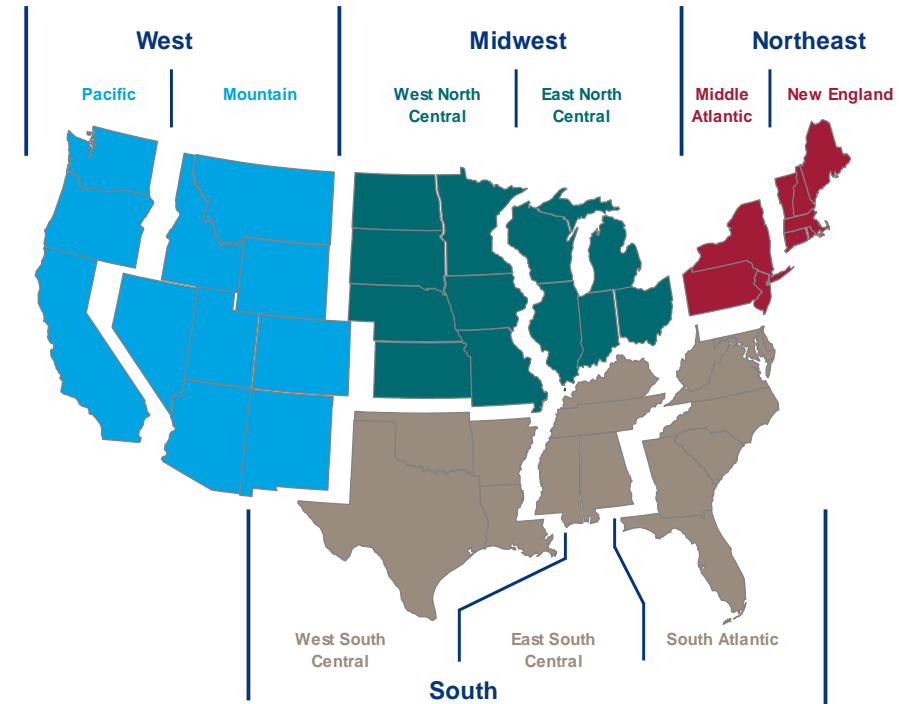 West
Midwest
Northeast
Pacific
Mountain
West North
Central
East North
Central
Middle
Atlantic
New England
West South
Central
East South
Central
South Atlantic
South